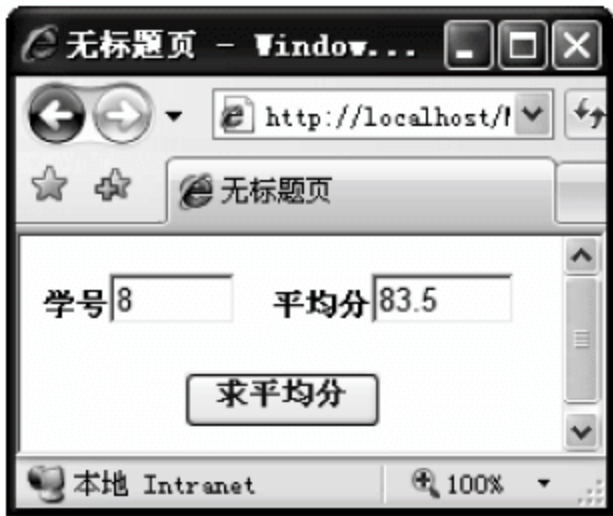 无标题页 - Window...
http://localhost/
无标题页
学号 8 平均分 83.5
求平均分
本地 Intranet 100%